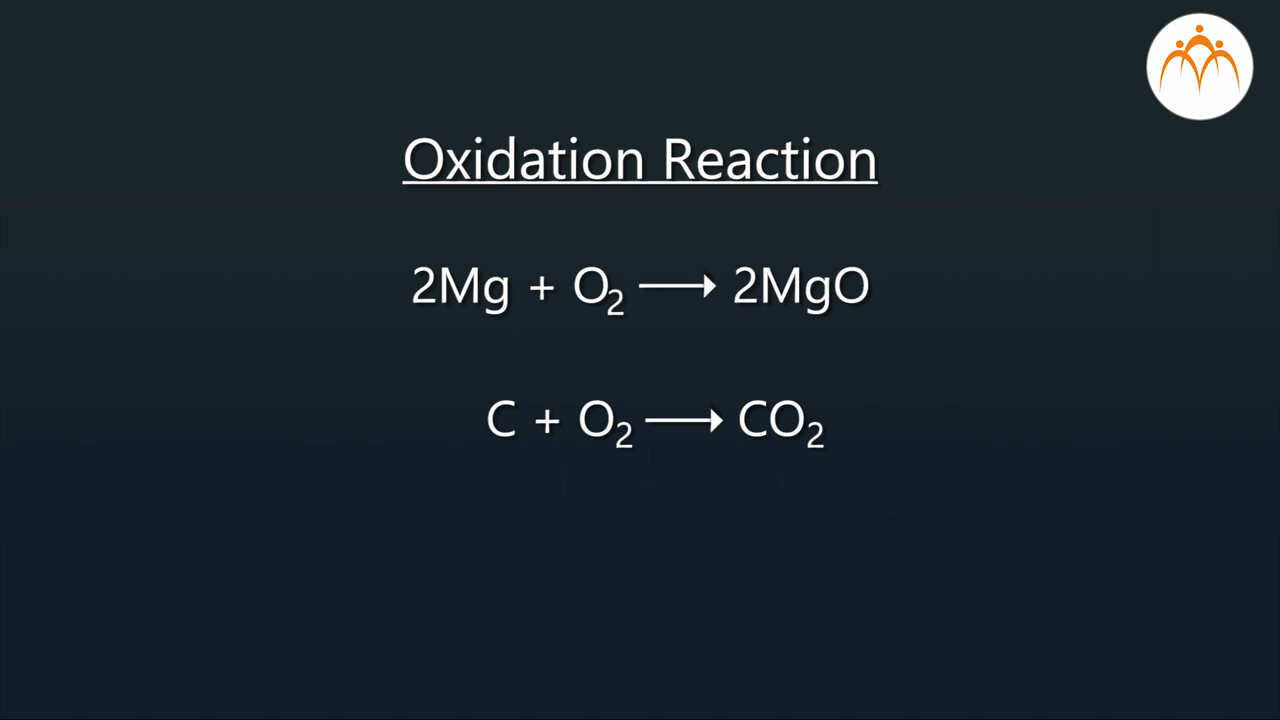 Oxidation Reaction
2Mg + O₂ ⟶ 2MgO
C + O₂ ⟶ CO₂